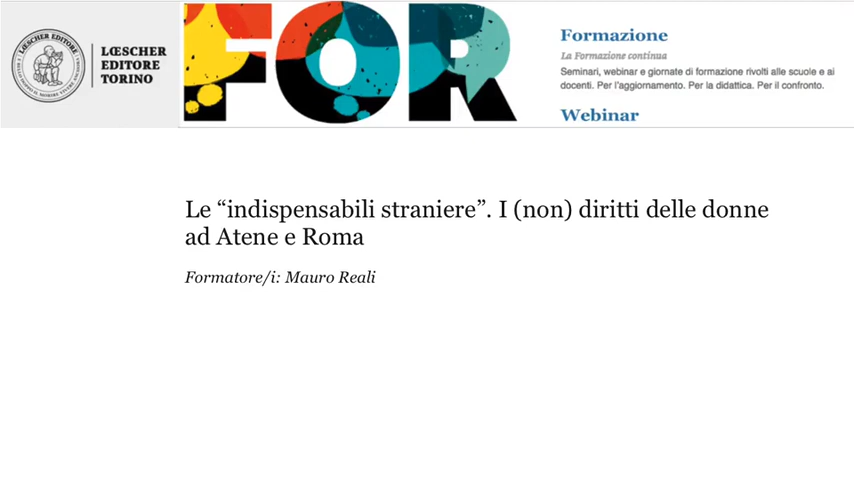 LŒSCHER
EDITORE
TORINO
LŒSCHER EDITORE
FOR
Formazione
La Formazione continua
Seminari, webinar e giornate di formazione rivolti alle scuole e ai
docenti. Per l'aggiornamento. Per la didattica. Per il confronto.
Webinar
Le “indispensabili straniere”. I (non) diritti delle donne
ad Atene e Roma
Formatore/i: Mauro Reali